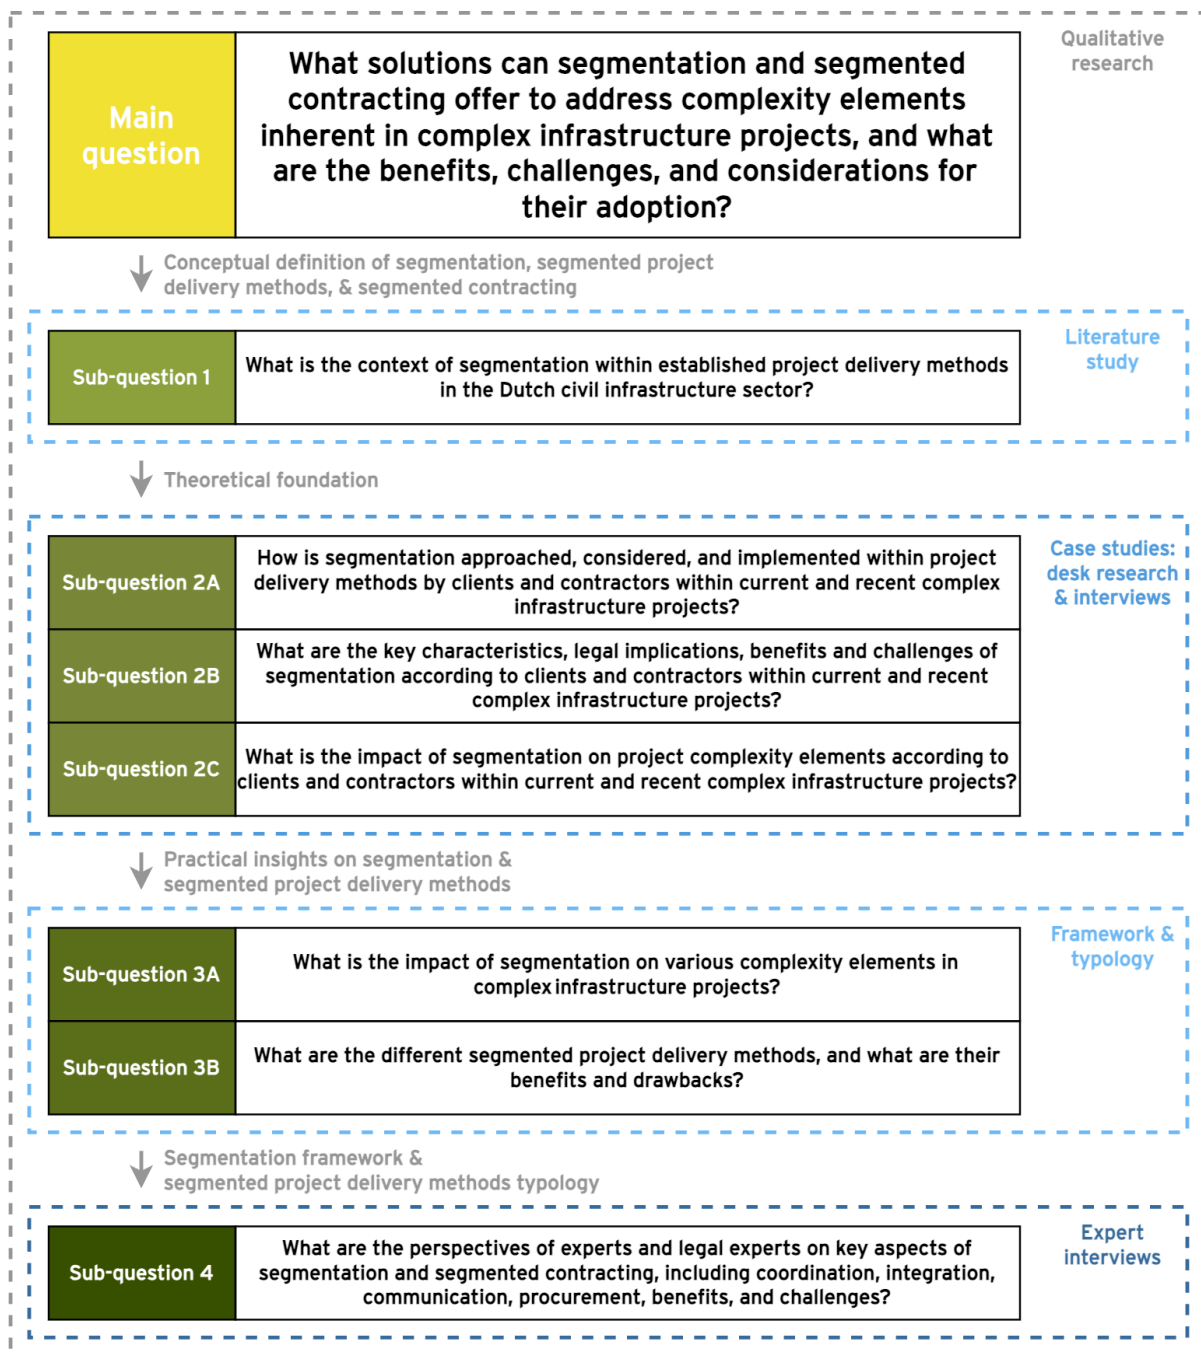 Qualitative
research
Main
question
What solutions can segmentation and segmented
contracting offer to address complexity elements
inherent in complex infrastructure projects, and what
are the benefits, challenges, and considerations for
their adoption?
Conceptual definition of segmentation, segmented project
delivery methods, & segmented contracting
Literature
study
Sub-question 1
What is the context of segmentation within established project delivery methods
in the Dutch civil infrastructure sector?
Theoretical foundation
Case studies:
desk research
& interviews
Sub-question 2A
How is segmentation approached, considered, and implemented within project
delivery methods by clients and contractors within current and recent complex
infrastructure projects?
Sub-question 2B
What are the key characteristics, legal implications, benefits and challenges of
segmentation according to clients and contractors within current and recent
complex infrastructure projects?
Sub-question 2C
What is the impact of segmentation on project complexity elements according to
clients and contractors within current and recent complex infrastructure projects?
Practical insights on segmentation &
segmented project delivery methods
Framework &
typology
Sub-question 3A
What is the impact of segmentation on various complexity elements in
complex infrastructure projects?
Sub-question 3B
What are the different segmented project delivery methods, and what are their
benefits and drawbacks?
Segmentation framework &
segmented project delivery methods typology
Expert
interviews
Sub-question 4
What are the perspectives of experts and legal experts on key aspects of
segmentation and segmented contracting, including coordination, integration,
communication, procurement, benefits, and challenges?